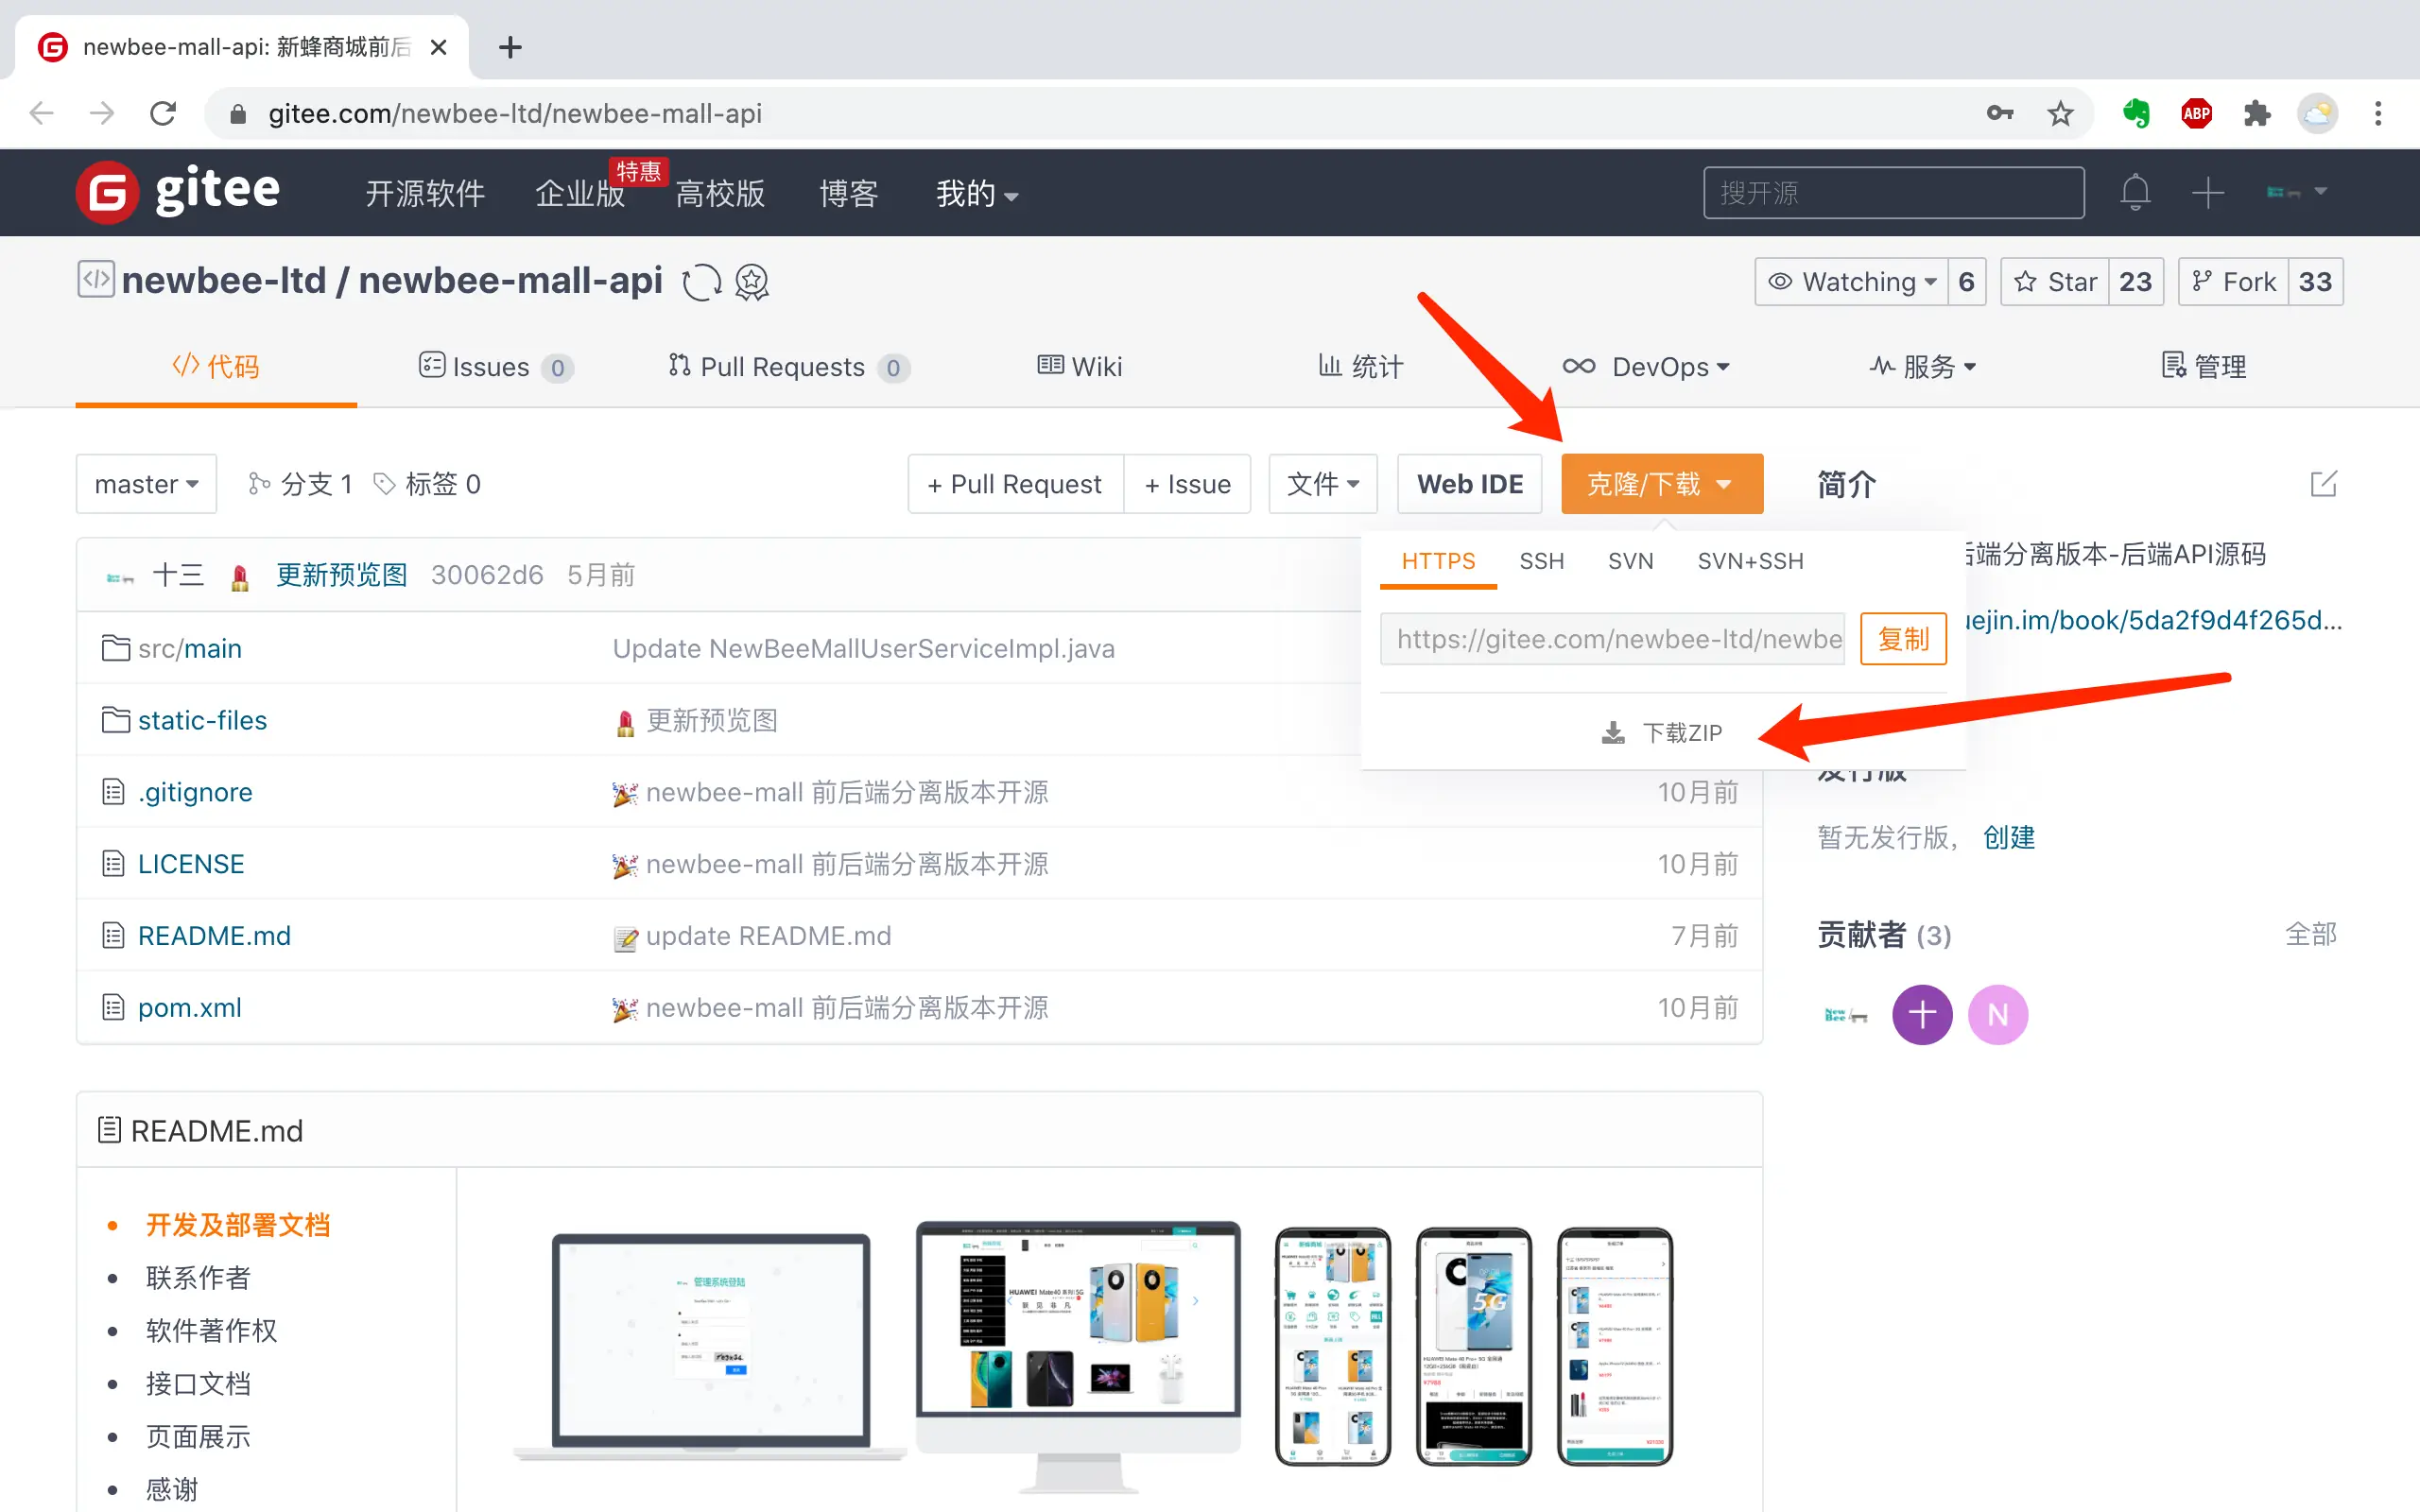 newbee-mall-api: 新蜂商城前后
gitee.com/newbee-ltd/newbee-mall-api
ABP
gitee 开源软件 企业版 特惠 高校版 博客 我的 搜开源
newbee-ltd / newbee-mall-api Watching 6 Star 23 Fork 33
代码 Issues 0 Pull Requests 0 Wiki 统计 DevOps 服务 管理
master 分支 1 标签 0 + Pull Request + Issue 文件 Web IDE 克隆/下载 简介
HTTPS SSH SVN SVN+SSH
后端分离版本-后端API源码
十三 更新预览图 30062d6 5月前
https://gitee.com/newbee-ltd/newbe 复制
uejin.im/book/5da2f9d4f265d...
src/main Update NewBeeMallUserServiceImpl.java
static-files 更新预览图
下载ZIP
发行版
.gitignore newbee-mall 前后端分离版本开源 10月前
暂无发行版， 创建
LICENSE newbee-mall 前后端分离版本开源 10月前
README.md update README.md 7月前
贡献者 (3) 全部
pom.xml newbee-mall 前后端分离版本开源 10月前
New Bee N
README.md
开发及部署文档
联系作者
软件著作权
接口文档
页面展示
感谢
管理系统登陆
HUAWEI Mate40 系列 5G
5G